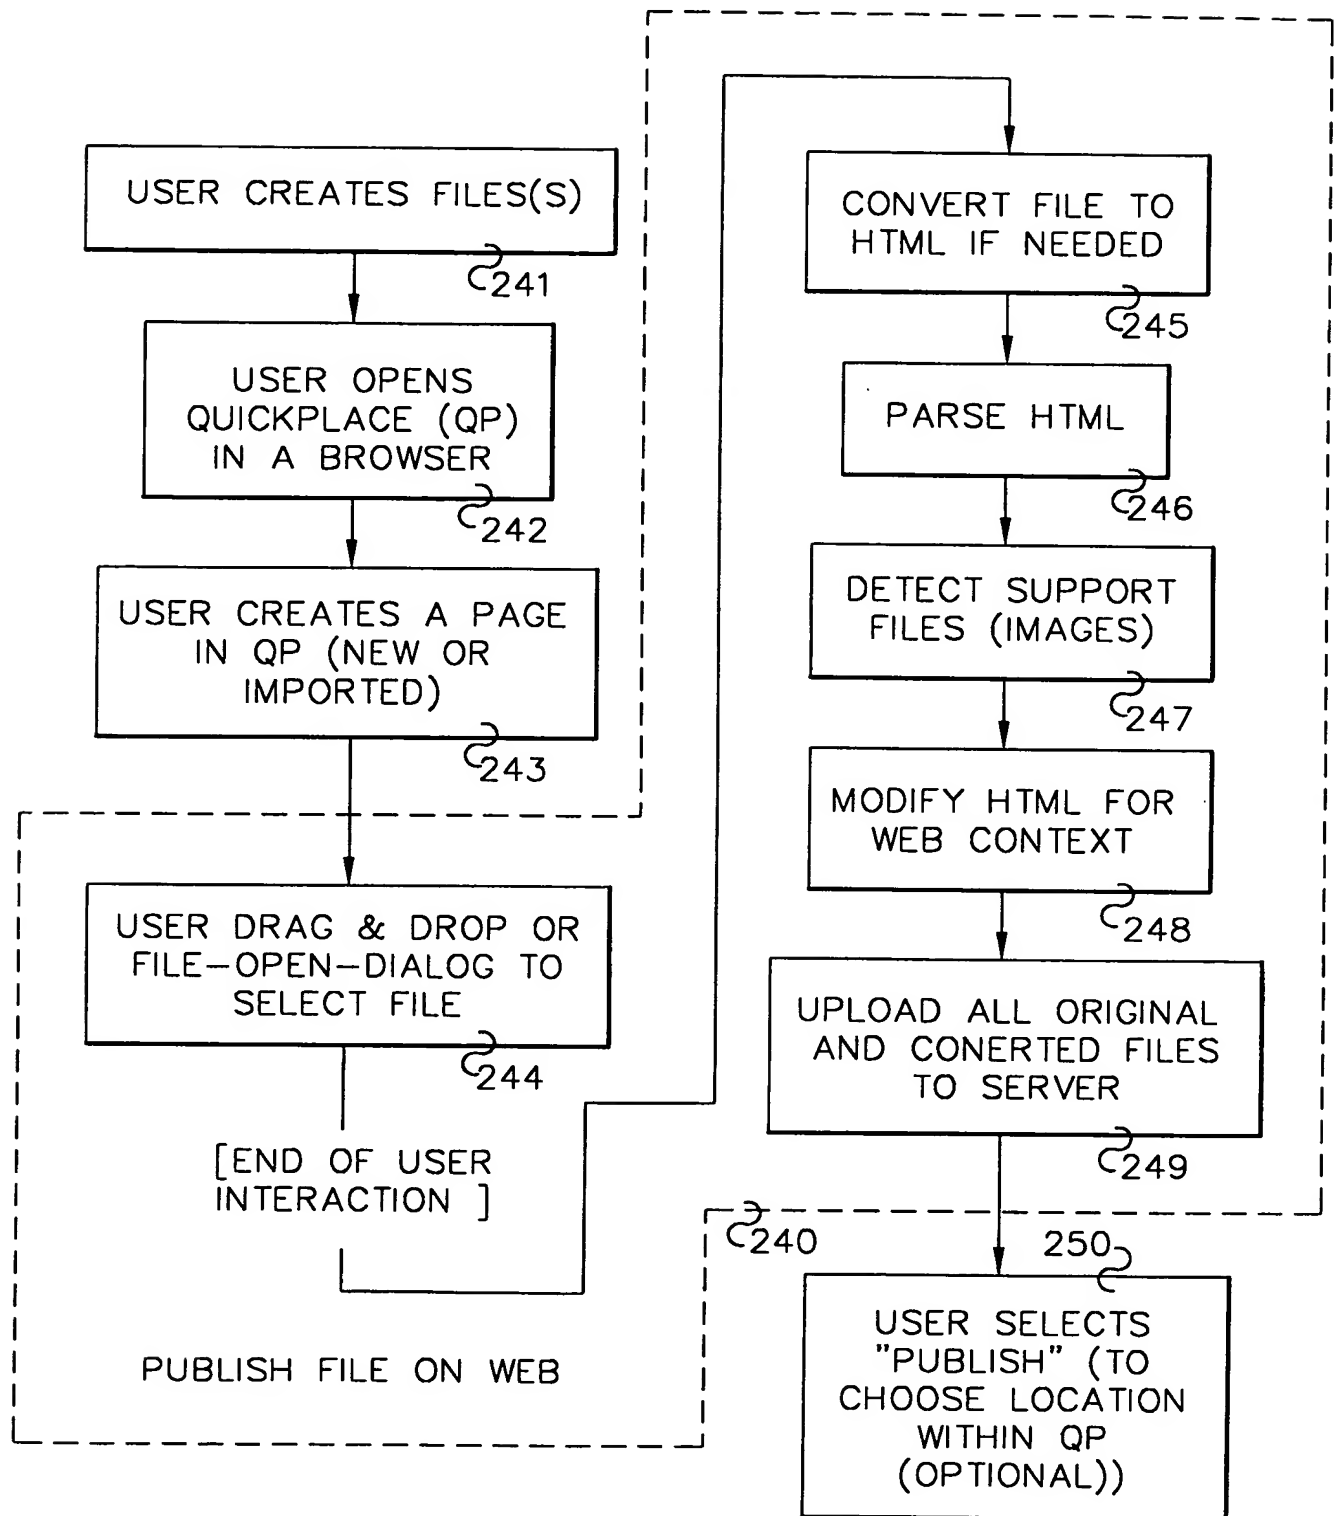 USER CREATES FILES(S)
241
USER OPENS
QUICKPLACE (QP)
IN A BROWSER
242
USER CREATES A PAGE
IN QP (NEW OR
IMPORTED)
243
USER DRAG & DROP OR
FILE-OPEN-DIALOG TO
SELECT FILE
244
[END OF USER
INTERACTION ]
PUBLISH FILE ON WEB
240
CONVERT FILE TO
HTML IF NEEDED
245
PARSE HTML
246
DETECT SUPPORT
FILES (IMAGES)
247
MODIFY HTML FOR
WEB CONTEXT
248
UPLOAD ALL ORIGINAL
AND CONERTED FILES
TO SERVER
249
250
USER SELECTS
"PUBLISH" (TO
CHOOSE LOCATION
WITHIN QP
(OPTIONAL))